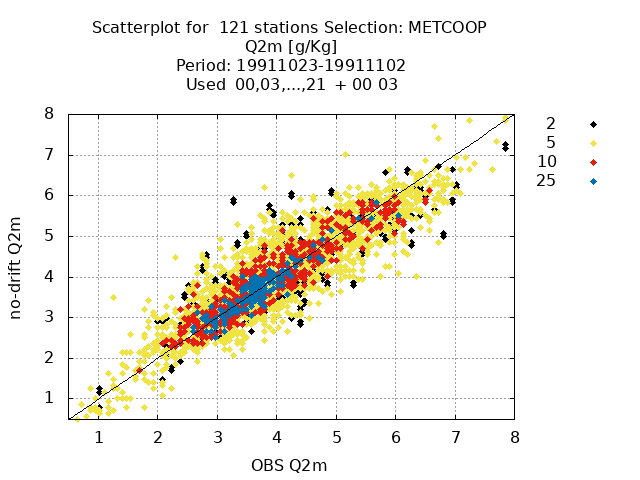 Scatterplot for 121 stations Selection: METCOOP
Q2m [g/Kg]
Period: 19911023-19911102
Used 00,03,...,21 + 00 03
2
5
10
25
no-drift Q2m
8
7
6
5
4
3
2
1
1 2 3 4 5 6 7 8
OBS Q2m